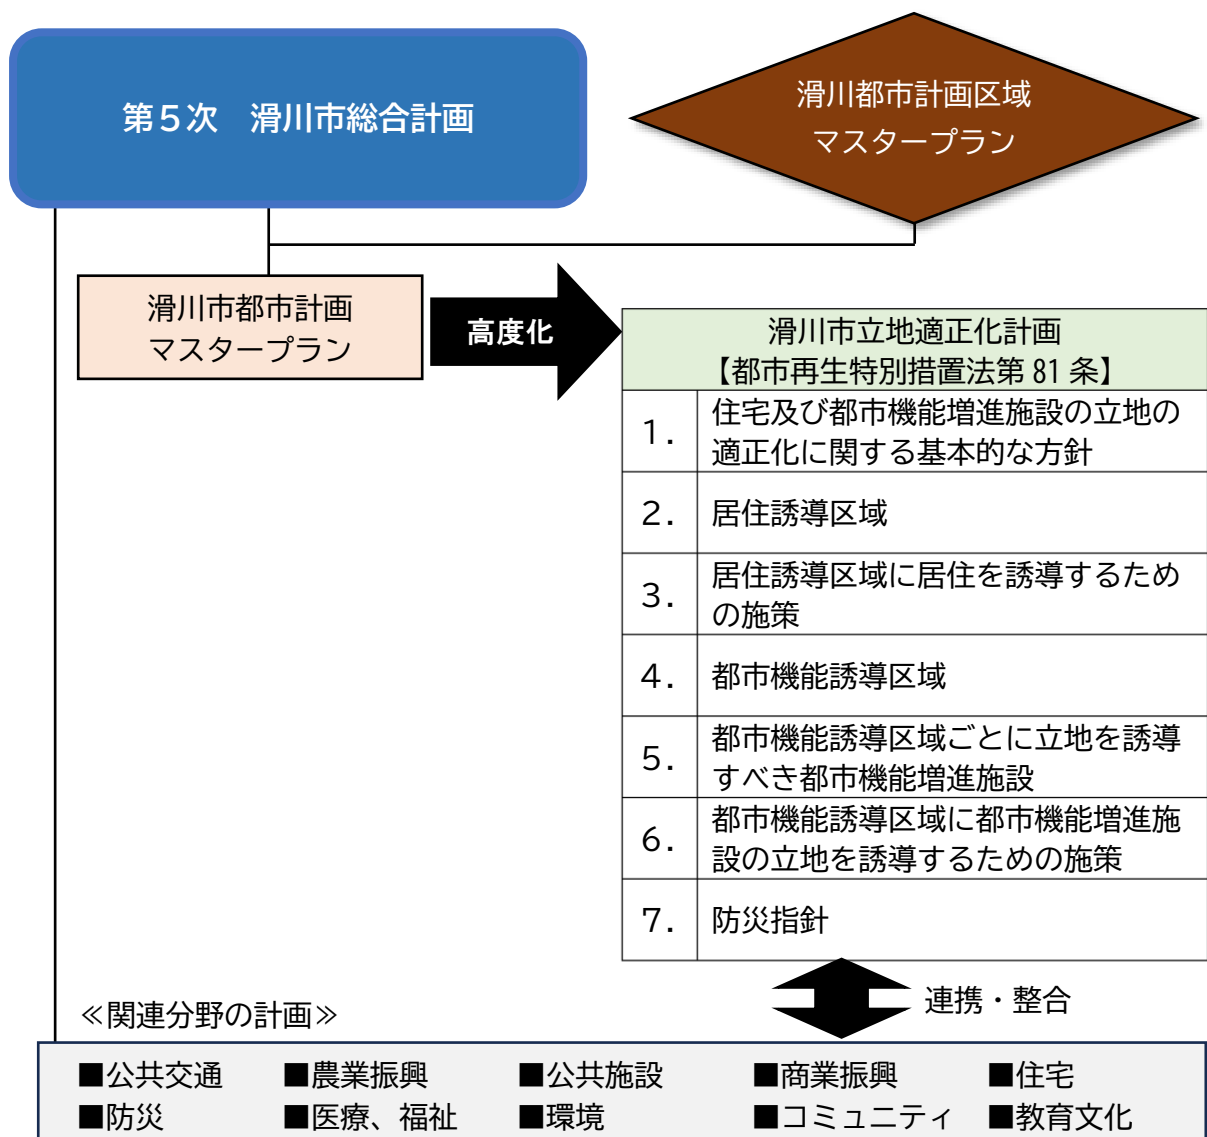 第５次　滑川市総合計画
滑川都市計画区域
マスタープラン
滑川市都市計画
マスタープラン
高度化
滑川市立地適正化計画
【都市再生特別措置法第 81 条】
1.
住宅及び都市機能増進施設の立地の
適正化に関する基本的な方針
2.
居住誘導区域
3.
居住誘導区域に居住を誘導するため
の施策
4.
都市機能誘導区域
5.
都市機能誘導区域ごとに立地を誘導
すべき都市機能増進施設
6.
都市機能誘導区域に都市機能増進施
設の立地を誘導するための施策
7.
防災指針
連携・整合
≪関連分野の計画≫
■公共交通 ■農業振興 ■公共施設 ■商業振興 ■住宅
■防災 ■医療、福祉 ■環境 ■コミュニティ ■教育文化